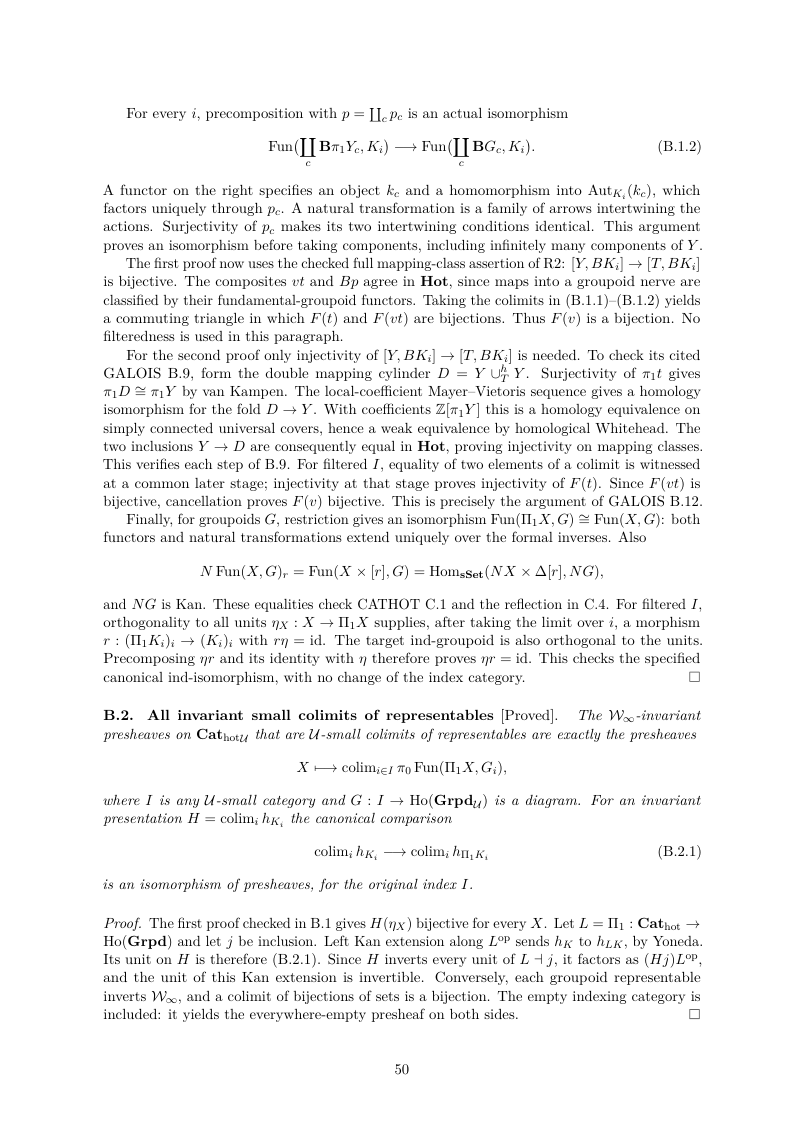 For every i, precomposition with p = ∐_c p_c is an actual isomorphism
Fun(∐_c Bπ₁Y_c, K_i) ⟶ Fun(∐_c BG_c, K_i). (B.1.2)
A functor on the right specifies an object k_c and a homomorphism into Aut_{K_i}(k_c), which
factors uniquely through p_c. A natural transformation is a family of arrows intertwining the
actions. Surjectivity of p_c makes its two intertwining conditions identical. This argument
proves an isomorphism before taking components, including infinitely many components of Y.
The first proof now uses the checked full mapping-class assertion of R2: [Y, BK_i] → [T, BK_i]
is bijective. The composites vt and Bp agree in Hot, since maps into a groupoid nerve are
classified by their fundamental-groupoid functors. Taking the colimits in (B.1.1)–(B.1.2) yields
a commuting triangle in which F(t) and F(vt) are bijections. Thus F(v) is a bijection. No
filteredness is used in this paragraph.
For the second proof only injectivity of [Y, BK_i] → [T, BK_i] is needed. To check its cited
GALOIS B.9, form the double mapping cylinder D = Y ∪^h_T Y. Surjectivity of π₁t gives
π₁D ≅ π₁Y by van Kampen. The local-coefficient Mayer–Vietoris sequence gives a homology
isomorphism for the fold D → Y. With coefficients ℤ[π₁Y] this is a homology equivalence on
simply connected universal covers, hence a weak equivalence by homological Whitehead. The
two inclusions Y → D are consequently equal in Hot, proving injectivity on mapping classes.
This verifies each step of B.9. For filtered I, equality of two elements of a colimit is witnessed
at a common later stage; injectivity at that stage proves injectivity of F(t). Since F(vt) is
bijective, cancellation proves F(v) bijective. This is precisely the argument of GALOIS B.12.
Finally, for groupoids G, restriction gives an isomorphism Fun(Π₁X, G) ≅ Fun(X, G): both
functors and natural transformations extend uniquely over the formal inverses. Also
N Fun(X, G)_r = Fun(X × [r], G) = Hom_{sSet}(NX × Δ[r], NG),
and NG is Kan. These equalities check CATHOT C.1 and the reflection in C.4. For filtered I,
orthogonality to all units η_X : X → Π₁X supplies, after taking the limit over i, a morphism
r : (Π₁K_i)_i → (K_i)_i with rη = id. The target ind-groupoid is also orthogonal to the units.
Precomposing ηr and its identity with η therefore proves ηr = id. This checks the specified
canonical ind-isomorphism, with no change of the index category. □
B.2. All invariant small colimits of representables [Proved]. The 𝒲_∞-invariant
presheaves on Cat_{hot𝒰} that are 𝒰-small colimits of representables are exactly the presheaves
X ⟼ colim_{i∈I} π₀ Fun(Π₁X, G_i),
where I is any 𝒰-small category and G : I → Ho(Grpd_𝒰) is a diagram. For an invariant
presentation H = colim_i h_{K_i} the canonical comparison
colim_i h_{K_i} ⟶ colim_i h_{Π₁K_i} (B.2.1)
is an isomorphism of presheaves, for the original index I.
Proof. The first proof checked in B.1 gives H(η_X) bijective for every X. Let L = Π₁ : Cat_{hot} →
Ho(Grpd) and let j be inclusion. Left Kan extension along L^{op} sends h_K to h_{LK}, by Yoneda.
Its unit on H is therefore (B.2.1). Since H inverts every unit of L ⊣ j, it factors as (Hj)L^{op},
and the unit of this Kan extension is invertible. Conversely, each groupoid representable
inverts 𝒲_∞, and a colimit of bijections of sets is a bijection. The empty indexing category is
included: it yields the everywhere-empty presheaf on both sides. □
50